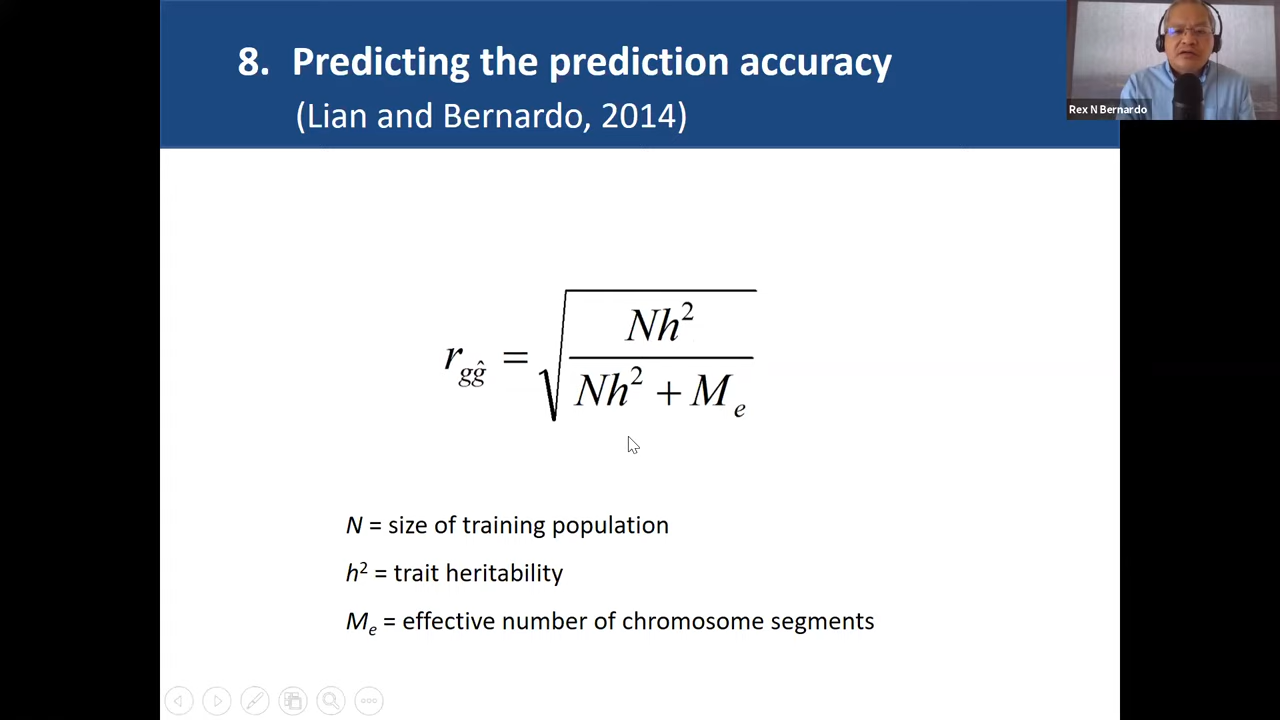 8. Predicting the prediction accuracy
(Lian and Bernardo, 2014)
Rex N Bernardo
r_{gĝ} = √(Nh² / (Nh² + M_e))
N = size of training population
h² = trait heritability
M_e = effective number of chromosome segments